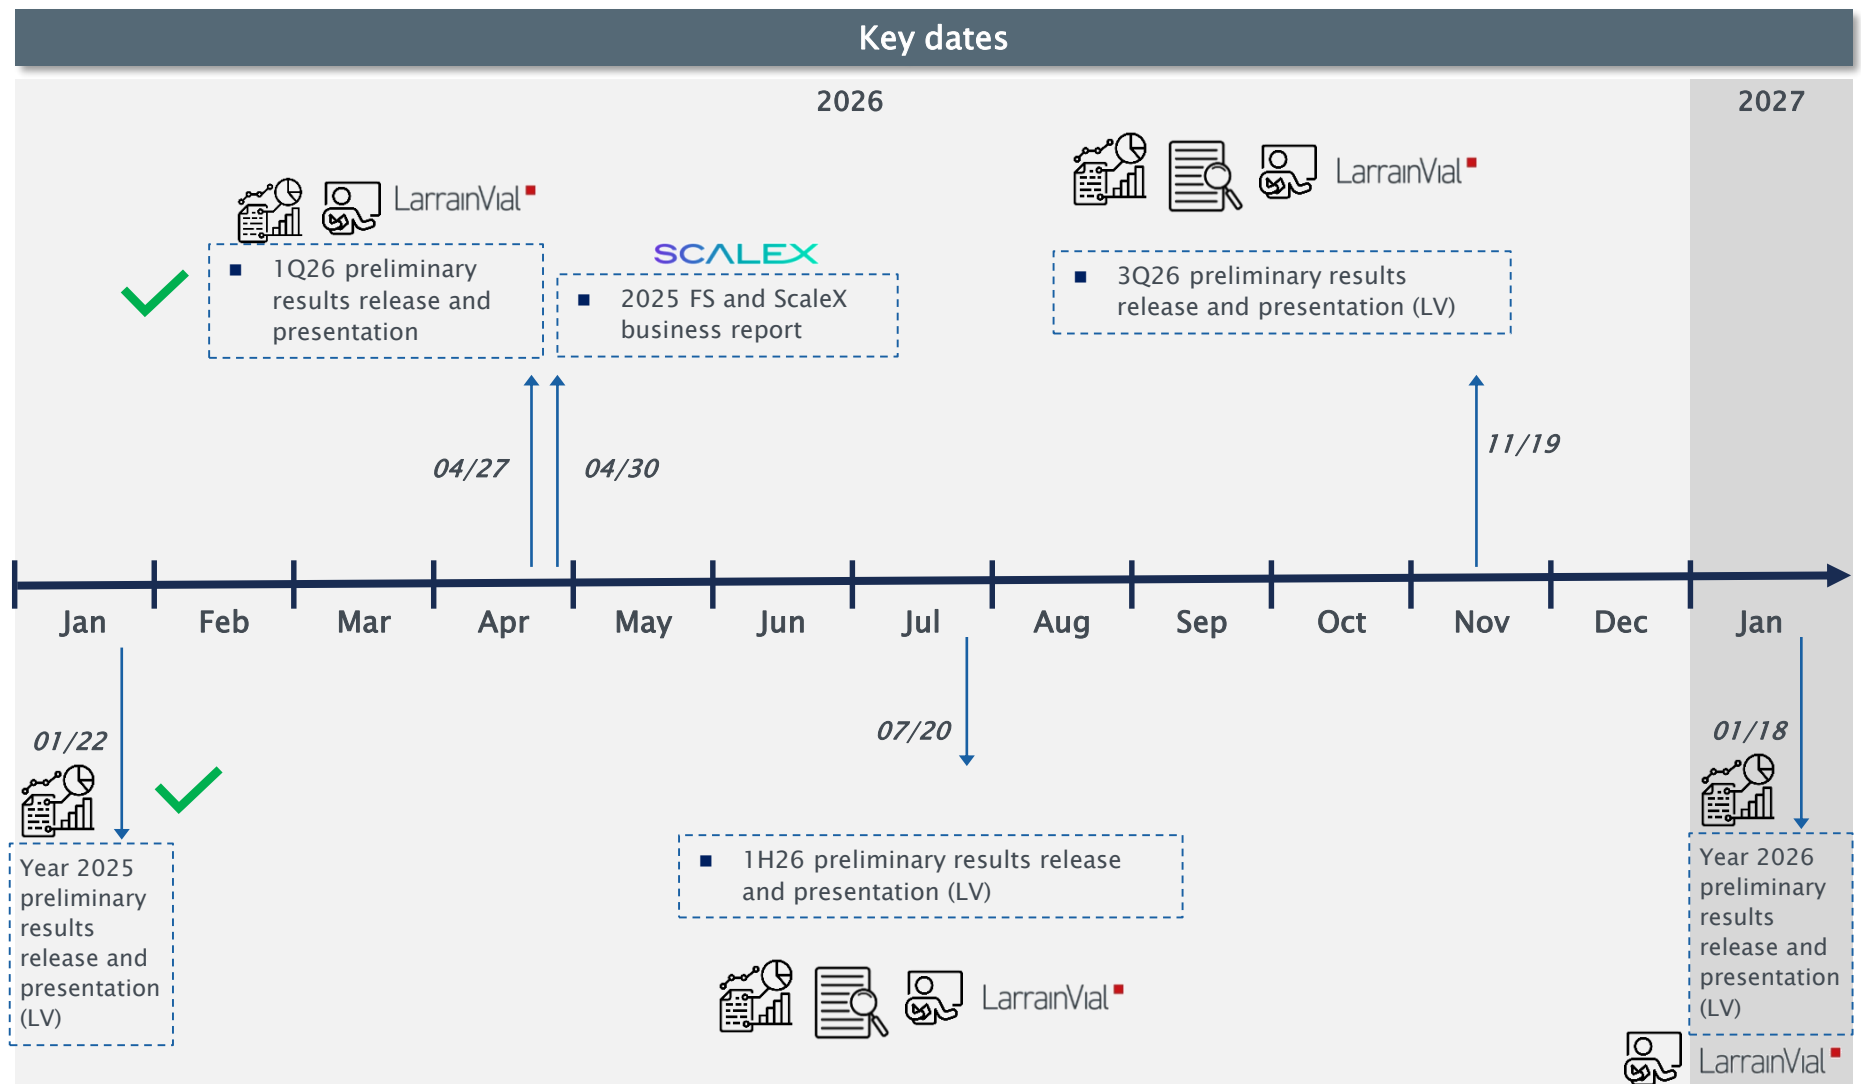 Key dates
2026
2027
LarrainVial
■ 1Q26 preliminary
results release and
presentation
SCALEX
■ 2025 FS and ScaleX
business report
LarrainVial
■ 3Q26 preliminary results
release and presentation (LV)
04/27
04/30
11/19
Jan
Feb
Mar
Apr
May
Jun
Jul
Aug
Sep
Oct
Nov
Dec
Jan
01/22
Year 2025
preliminary
results
release and
presentation
(LV)
07/20
■ 1H26 preliminary results release
and presentation (LV)
LarrainVial
01/18
Year 2026
preliminary
results
release and
presentation
(LV)
LarrainVial